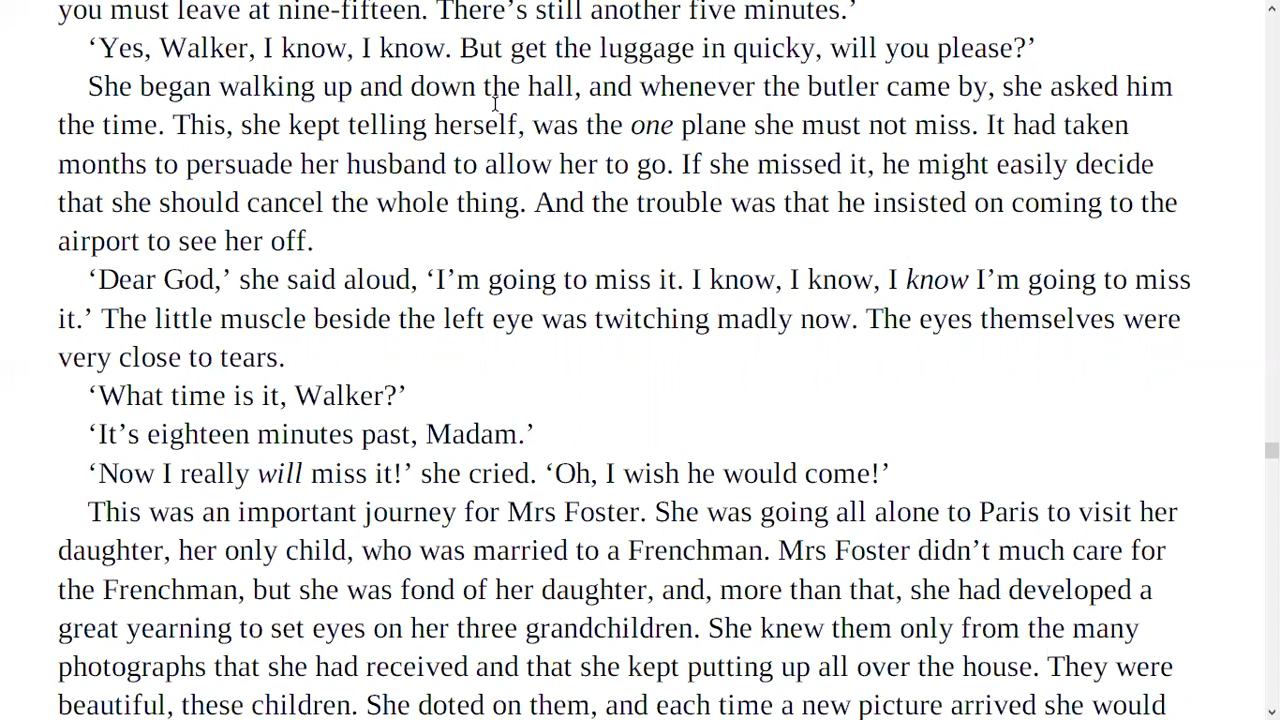 you must leave at nine-fifteen. There’s still another five minutes.’
‘Yes, Walker, I know, I know. But get the luggage in quicky, will you please?’
She began walking up and down the hall, and whenever the butler came by, she asked him
the time. This, she kept telling herself, was the one plane she must not miss. It had taken
months to persuade her husband to allow her to go. If she missed it, he might easily decide
that she should cancel the whole thing. And the trouble was that he insisted on coming to the
airport to see her off.
‘Dear God,’ she said aloud, ‘I’m going to miss it. I know, I know, I know I’m going to miss
it.’ The little muscle beside the left eye was twitching madly now. The eyes themselves were
very close to tears.
‘What time is it, Walker?’
‘It’s eighteen minutes past, Madam.’
‘Now I really will miss it!’ she cried. ‘Oh, I wish he would come!’
This was an important journey for Mrs Foster. She was going all alone to Paris to visit her
daughter, her only child, who was married to a Frenchman. Mrs Foster didn’t much care for
the Frenchman, but she was fond of her daughter, and, more than that, she had developed a
great yearning to set eyes on her three grandchildren. She knew them only from the many
photographs that she had received and that she kept putting up all over the house. They were
beautiful, these children. She doted on them, and each time a new picture arrived she would